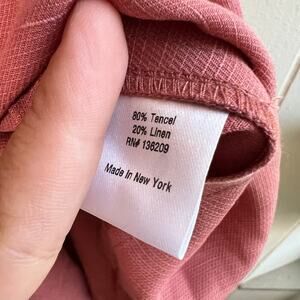 80% Tencel
20% Linen
RN# 136209
Made in New York